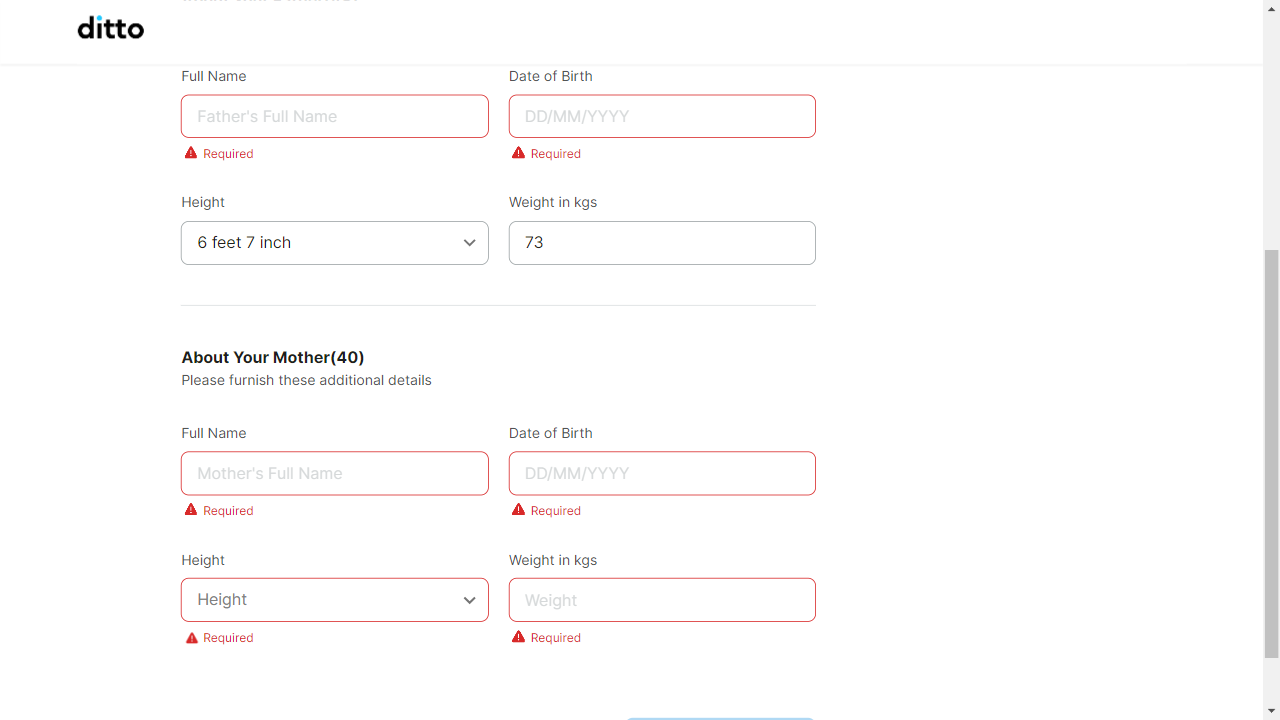 ditto
Full Name Date of Birth
Father's Full Name DD/MM/YYYY
Required Required
Height Weight in kgs
6 feet 7 inch 73
About Your Mother(40)
Please furnish these additional details
Full Name Date of Birth
Mother's Full Name DD/MM/YYYY
Required Required
Height Weight in kgs
Height Weight
Required Required